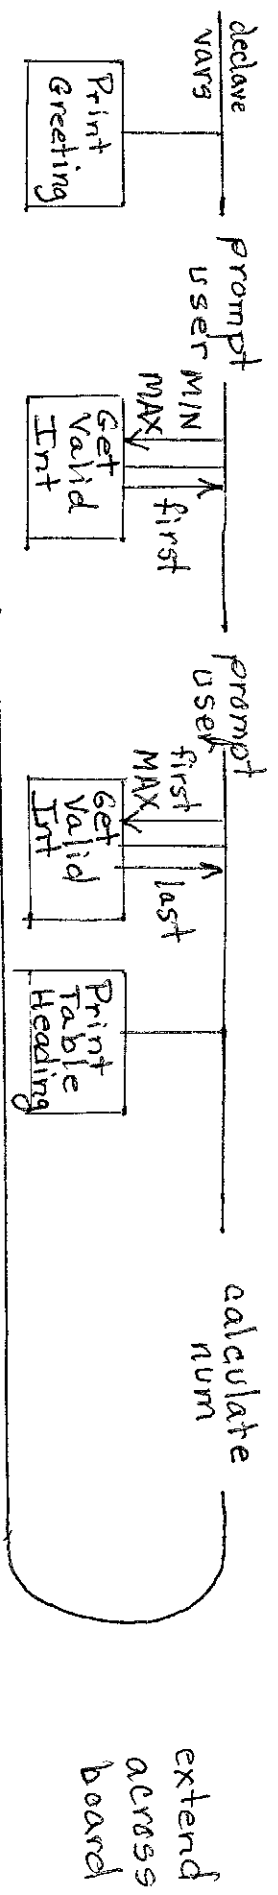 declare
vars
Print
Greeting
prompt
user
MIN
MAX
first
Get
Valid
Int
prompt
user
first
MAX
last
Get
Valid
Int
Print
Table
Heading
calculate
num
extend
across
board